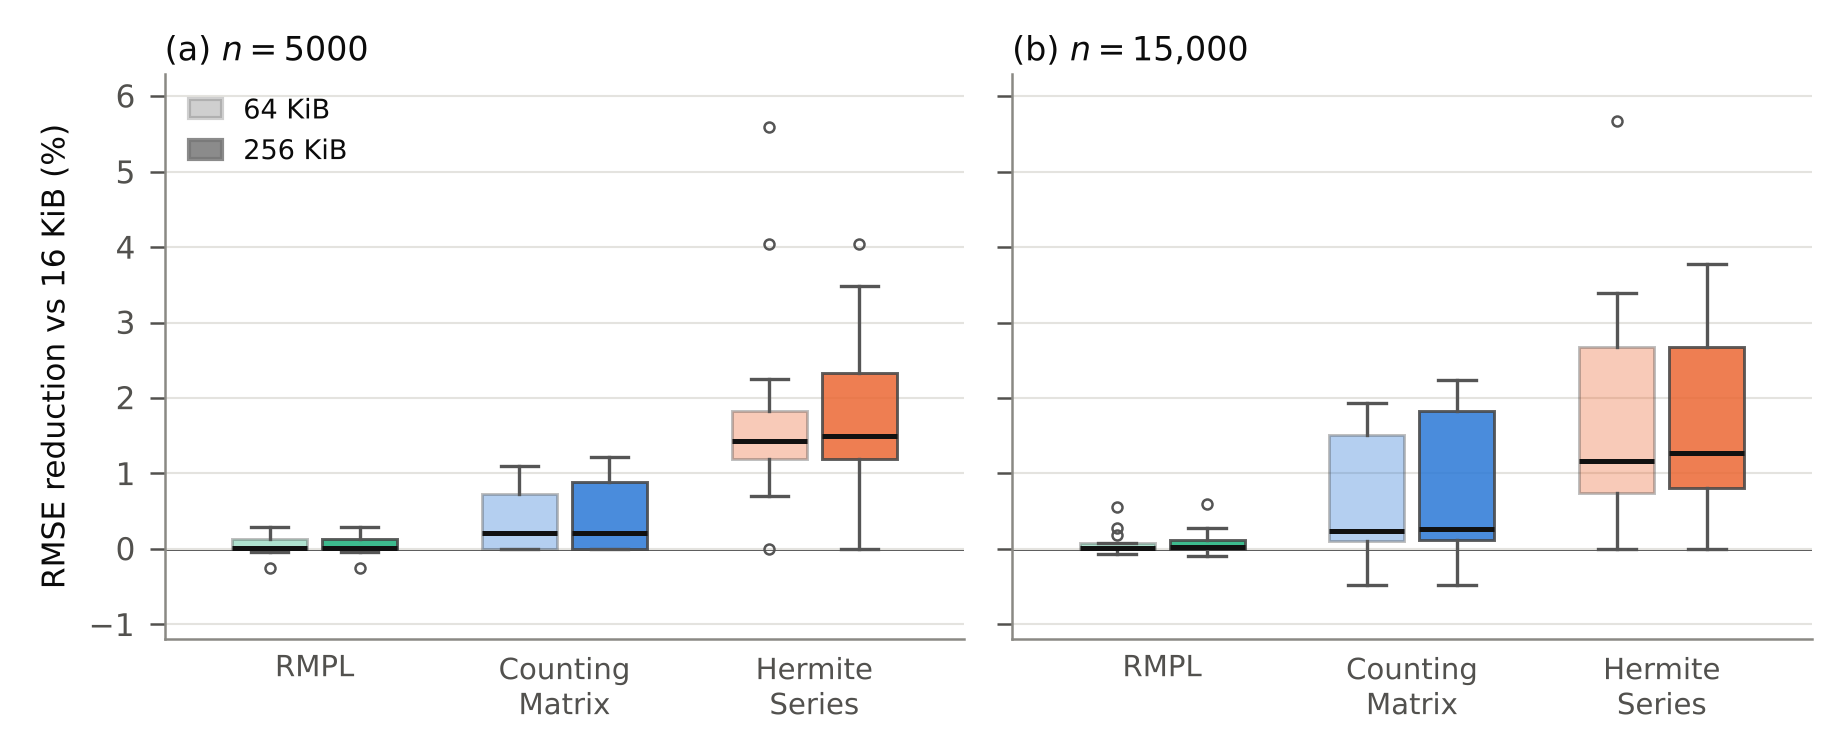 (a) n = 5000
(b) n = 15,000
64 KiB
256 KiB
RMSE reduction vs 16 KiB (%)
6
5
4
3
2
1
0
−1
RMPL
Counting
Matrix
Hermite
Series
RMPL
Counting
Matrix
Hermite
Series